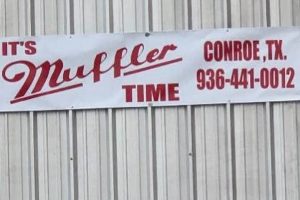 IT'S
Muffler
TIME
CONROE ,TX.
936-441-0012